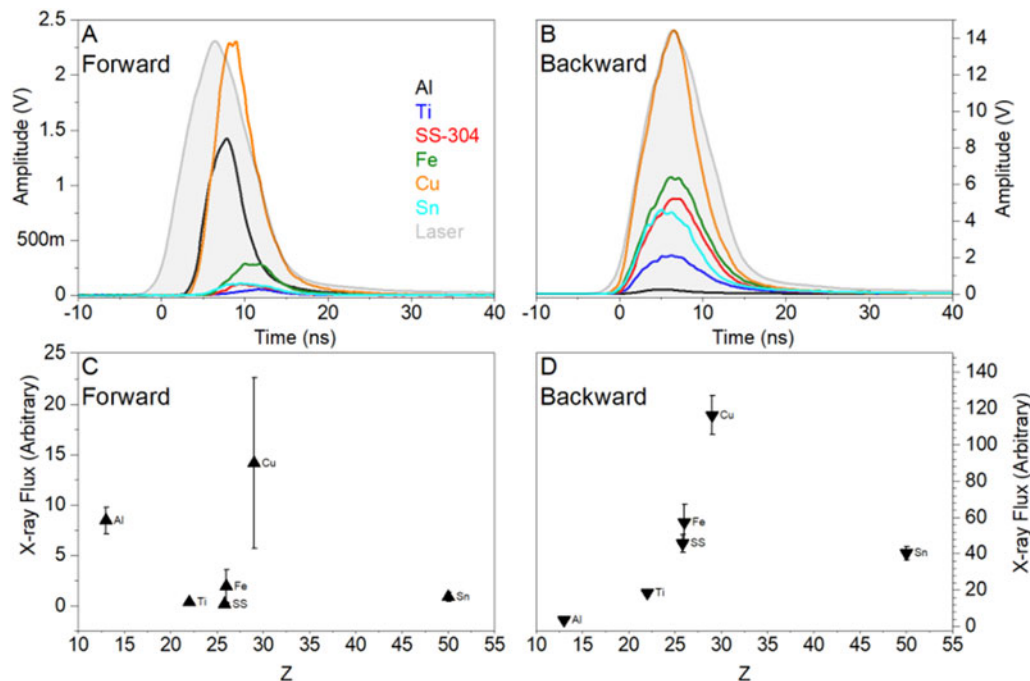 A
Forward
2.5
2
1.5
1
500m
0
Amplitude (V)
-10 0 10 20 30 40
Time (ns)
Al
Ti
SS-304
Fe
Cu
Sn
Laser
B
Backward
14
12
10
8
6
4
2
0
Amplitude (V)
-10 0 10 20 30 40
Time (ns)
C
Forward
25
20
15
10
5
0
X-ray Flux (Arbitrary)
Al
Ti
Fe
SS
Cu
Sn
10 15 20 25 30 35 40 45 50 55
Z
D
Backward
140
120
100
80
60
40
20
0
X-ray Flux (Arbitrary)
Cu
Fe
SS
Sn
Ti
Al
10 15 20 25 30 35 40 45 50 55
Z